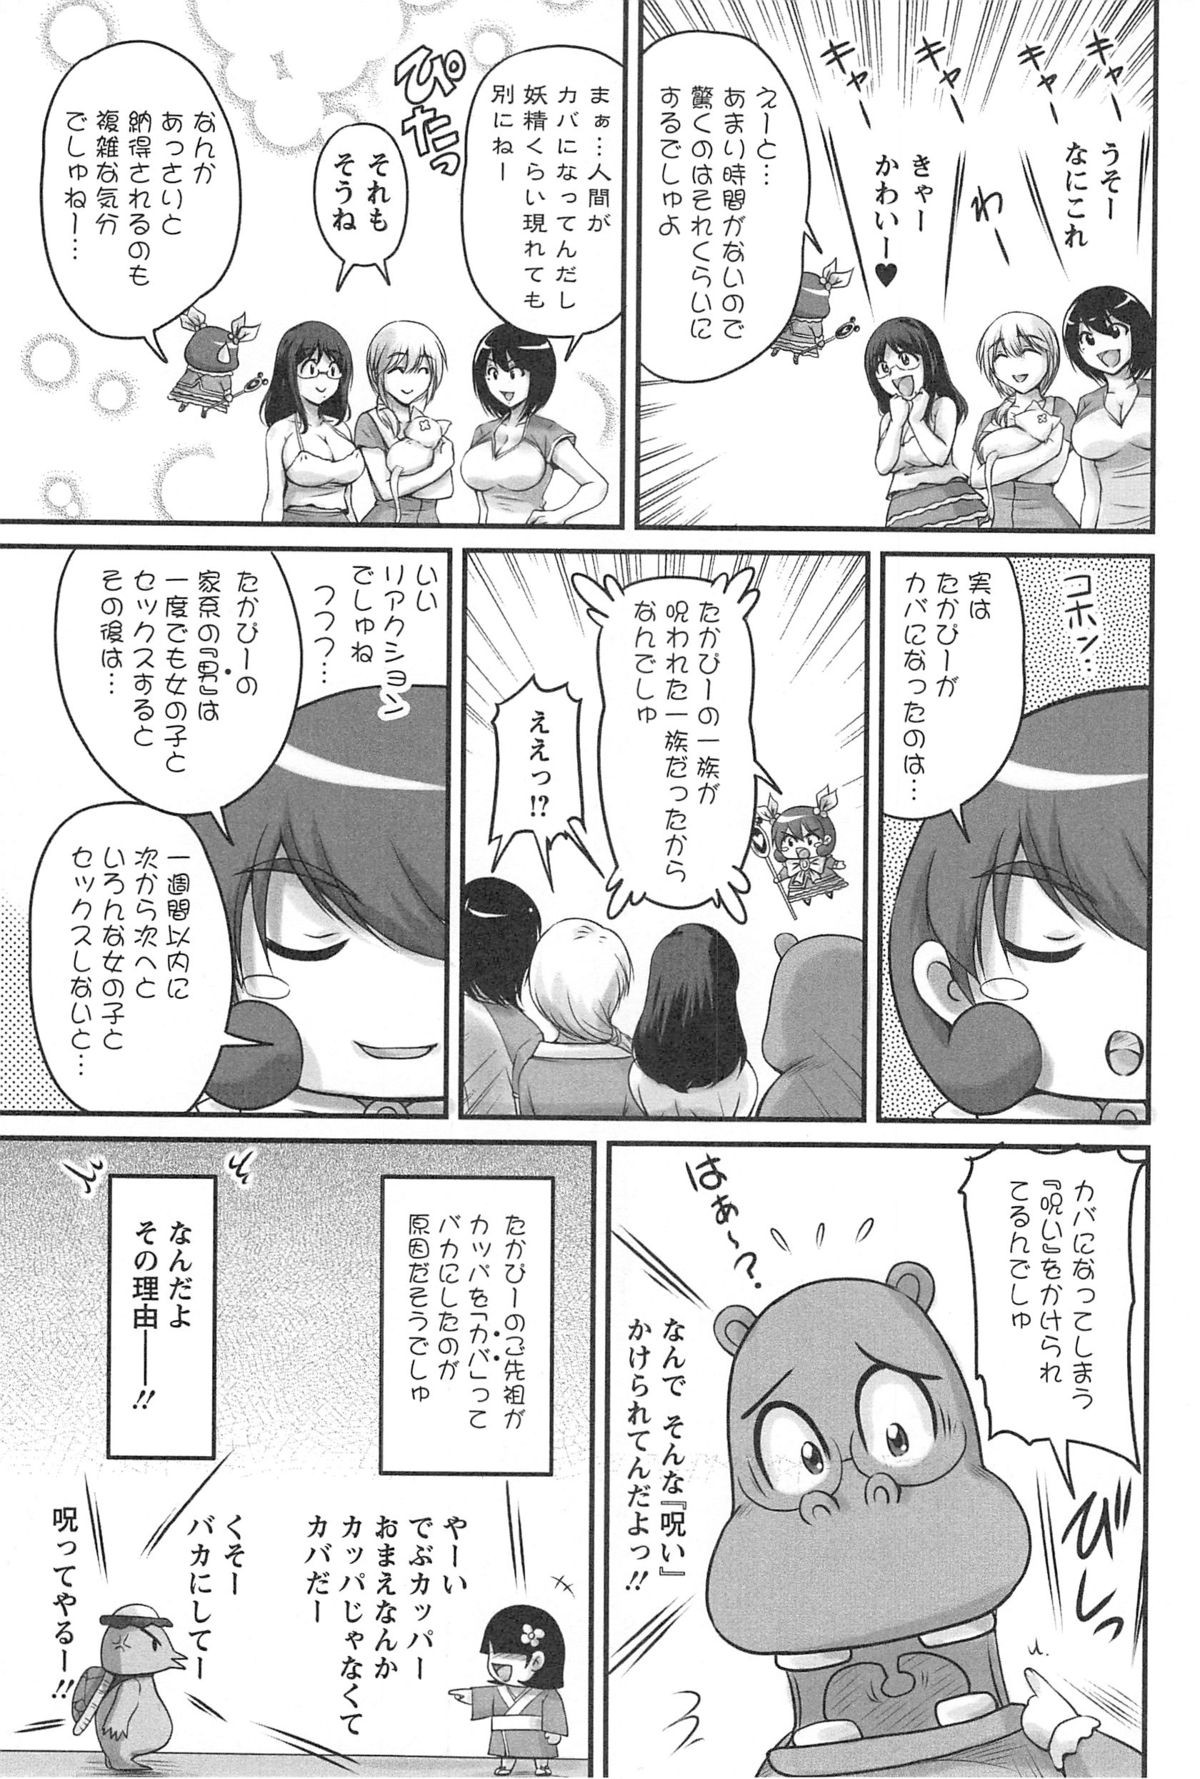 キャー
キャー
キャー
キャー
うそー
なにこれ
わー
きゃー
かわいー♥
えーと…
あまり時間がないので
驚くのはそれくらいに
するでしゅよ
まぁ…人間が
カバになってんだし
妖精くらい現れても
別にねー
ぴたっ
それも
そうね
なんか
あっさいと
納得されるのも
複雑な気分
でしゅねー…
コホン…
実は
たかぴーが
カバになったのは…
たかぴーの一族が
呪われた一族だったから
なんでしゅ
ええっ!?
いい
リアクション
でしゅね
フフフ…
たかぴーの
家系の『男』は
一度でも女の子と
セックスすると
その後は…
一週間以内に
次から次へと
いろんな女の子と
セックスしないと…
カバになってしまう
『呪い』をかけられ
てるんでしゅ
びしっ
はぁ～?
なんで そんな『呪い』
かけられてんだよっ!!
たかぴーのご先祖が
カッパを「カバ」って
バカにしたのが
原因だそうでしゅ
なんだよ
その理由――!!
やーい
でぶカッパー
おまえなんか
カッパじゃなくて
カバだー
くそー
バカにしてー
呪ってやるー!!